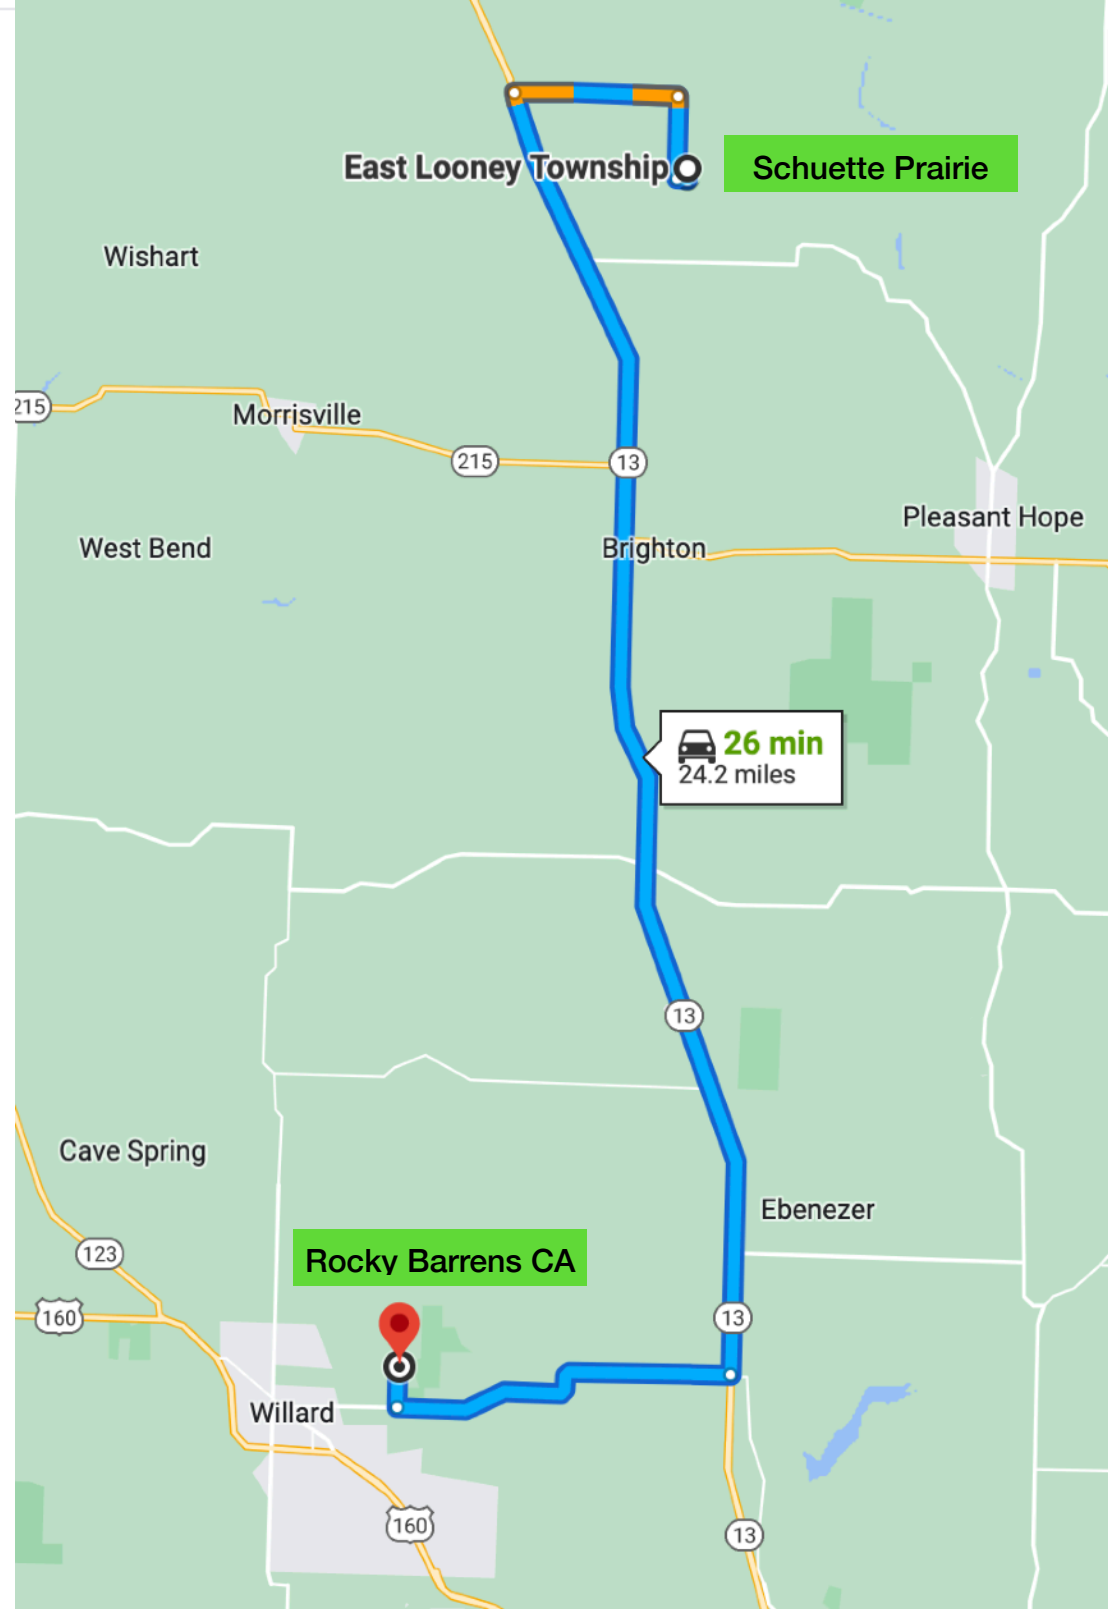 East Looney Township
Schuette Prairie
Wishart
215
Morrisville
215
13
Pleasant Hope
West Bend
Brighton
26 min
24.2 miles
13
Cave Spring
Ebenezer
123
Rocky Barrens CA
160
13
Willard
160
13